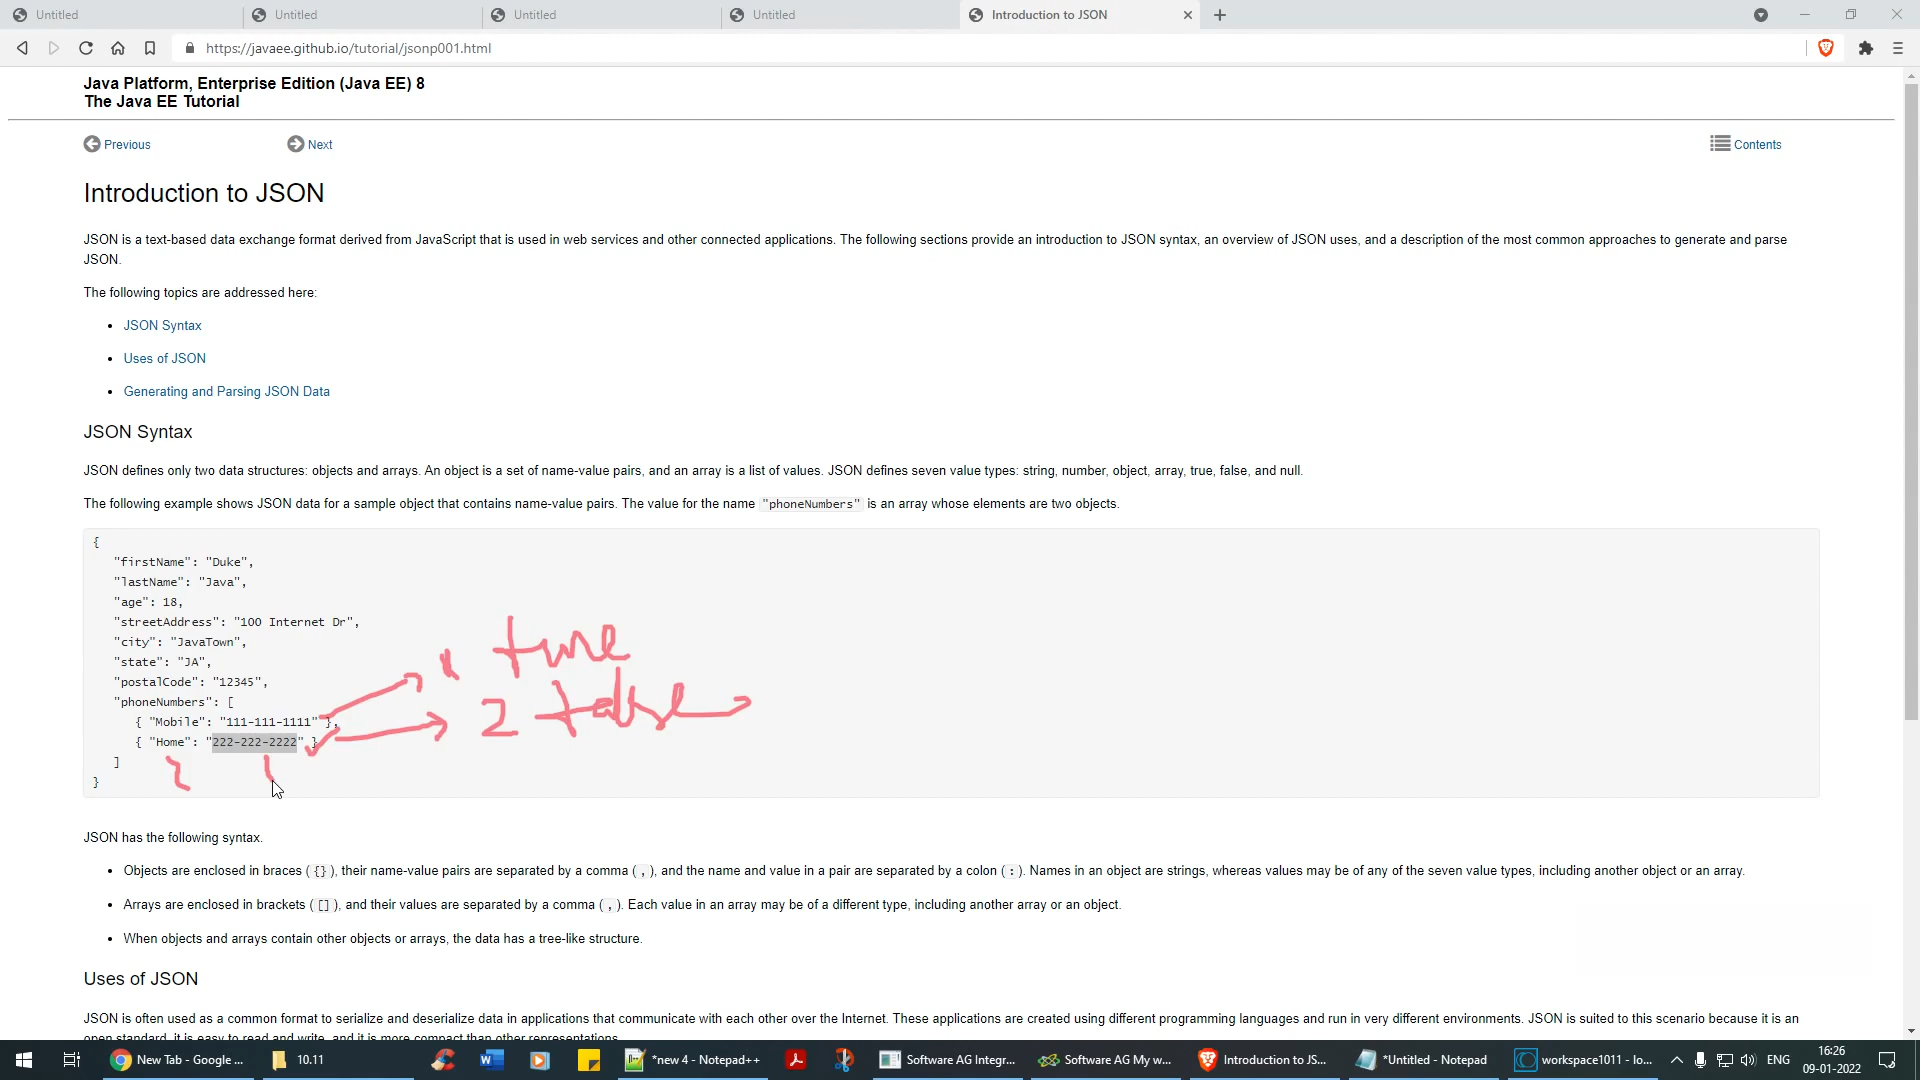 Untitled
Untitled
Untitled
Untitled
Introduction to JSON
https://javaee.github.io/tutorial/jsonp001.html
Java Platform, Enterprise Edition (Java EE) 8
The Java EE Tutorial
Previous
Next
Contents
Introduction to JSON
JSON is a text-based data exchange format derived from JavaScript that is used in web services and other connected applications. The following sections provide an introduction to JSON syntax, an overview of JSON uses, and a description of the most common approaches to generate and parse
JSON.
The following topics are addressed here:
• JSON Syntax
• Uses of JSON
• Generating and Parsing JSON Data
JSON Syntax
JSON defines only two data structures: objects and arrays. An object is a set of name-value pairs, and an array is a list of values. JSON defines seven value types: string, number, object, array, true, false, and null.
The following example shows JSON data for a sample object that contains name-value pairs. The value for the name "phoneNumbers" is an array whose elements are two objects.
{
"firstName": "Duke",
"lastName": "Java",
"age": 18,
"streetAddress": "100 Internet Dr",
"city": "JavaTown",
"state": "JA",
"postalCode": "12345",
"phoneNumbers": [
{ "Mobile": "111-111-1111" },
{ "Home": "222-222-2222" }
]
}
2 false
JSON has the following syntax.
• Objects are enclosed in braces ({}), their name-value pairs are separated by a comma (,), and the name and value in a pair are separated by a colon (:). Names in an object are strings, whereas values may be of any of the seven value types, including another object or an array.
• Arrays are enclosed in brackets ([]), and their values are separated by a comma (,). Each value in an array may be of a different type, including another array or an object.
• When objects and arrays contain other objects or arrays, the data has a tree-like structure.
Uses of JSON
JSON is often used as a common format to serialize and deserialize data in applications that communicate with each other over the Internet. These applications are created using different programming languages and run in very different environments. JSON is suited to this scenario because it is an
open standard, it is easy to read and write, and it is more compact than other representations.
New Tab - Google ...
10.11
*new 4 - Notepad++
Software AG Integr...
Software AG My w...
Introduction to JS...
*Untitled - Notepad
workspace1011 - Io...
ENG
16:26
09-01-2022